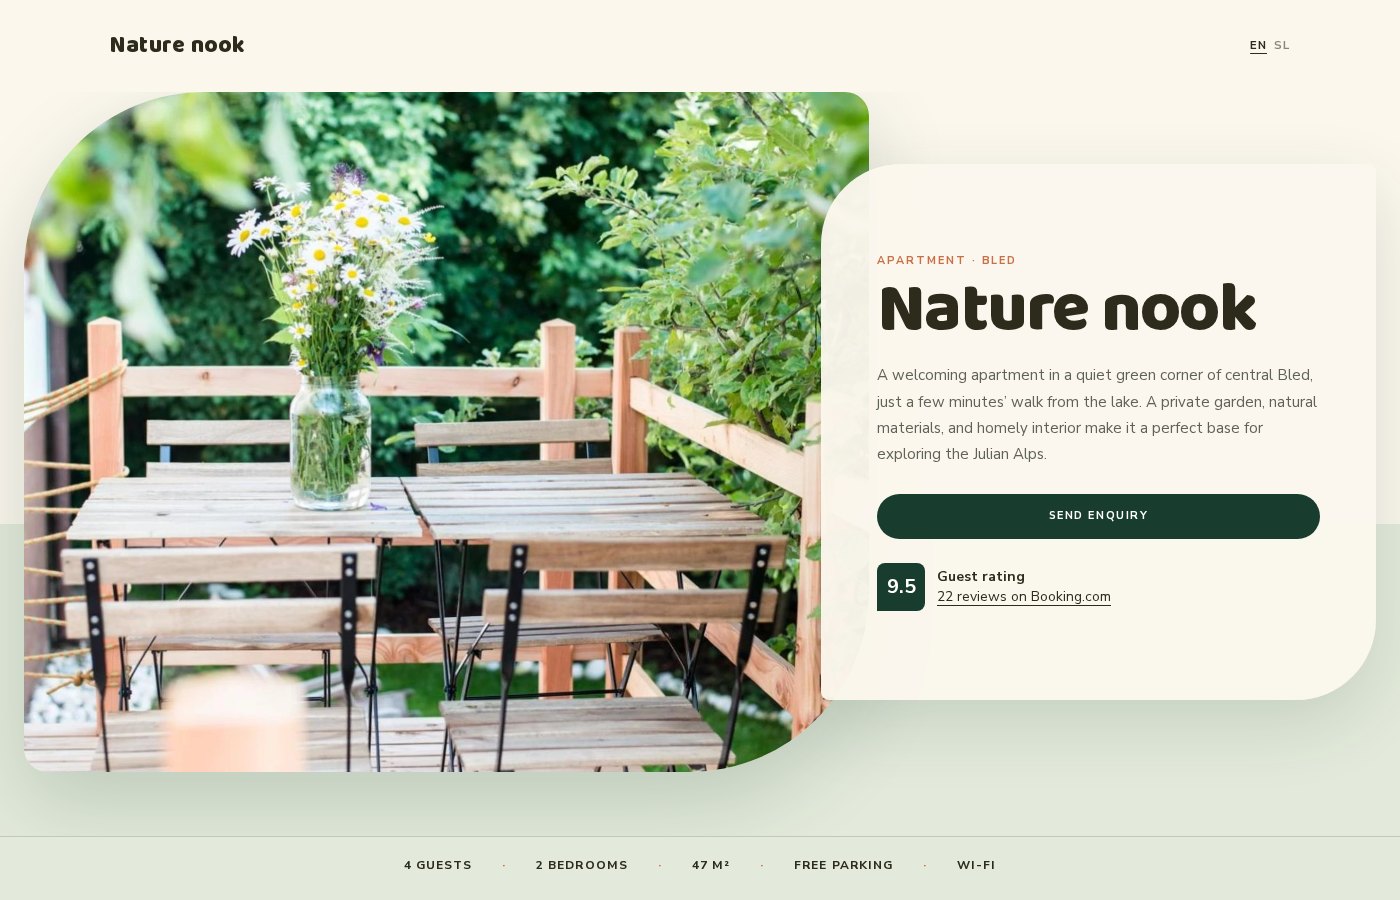 Nature nook
EN SL
APARTMENT · BLED
Nature nook
A welcoming apartment in a quiet green corner of central Bled,
just a few minutes’ walk from the lake. A private garden, natural
materials, and homely interior make it a perfect base for
exploring the Julian Alps.
SEND ENQUIRY
9.5
Guest rating
22 reviews on Booking.com
4 GUESTS · 2 BEDROOMS · 47 M² · FREE PARKING · WI-FI